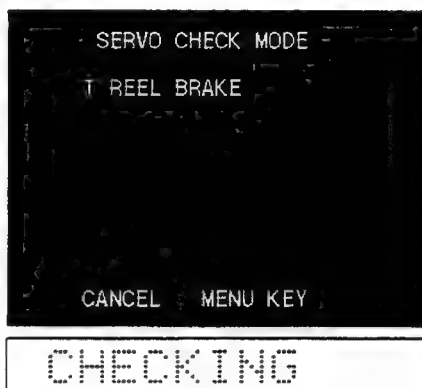 SERVO CHECK MODE
T REEL BRAKE
CANCEL MENU KEY
CHECKING